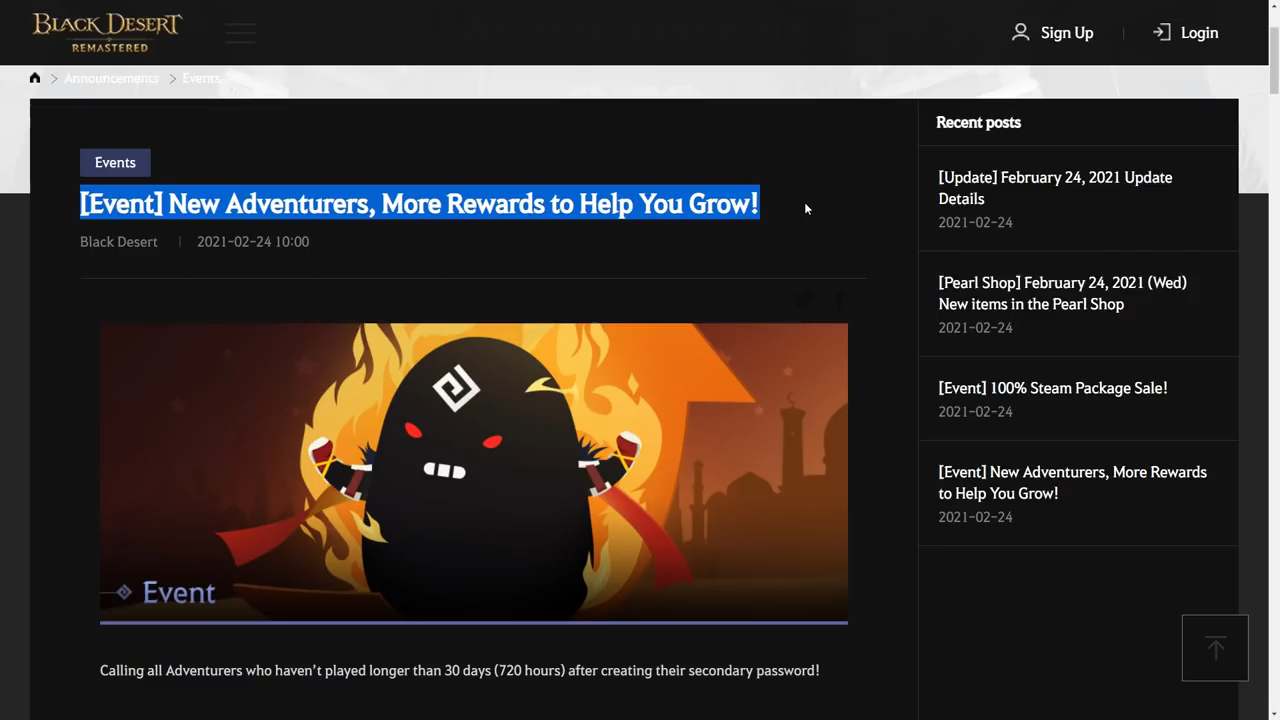 BLACK DESERT
REMASTERED
Sign Up
Login
Announcements > Events
Events
[Event] New Adventurers, More Rewards to Help You Grow!
Black Desert | 2021-02-24 10:00
Event
Calling all Adventurers who haven’t played longer than 30 days (720 hours) after creating their secondary password!
Recent posts
[Update] February 24, 2021 Update
Details
2021-02-24
[Pearl Shop] February 24, 2021 (Wed)
New items in the Pearl Shop
2021-02-24
[Event] 100% Steam Package Sale!
2021-02-24
[Event] New Adventurers, More Rewards
to Help You Grow!
2021-02-24